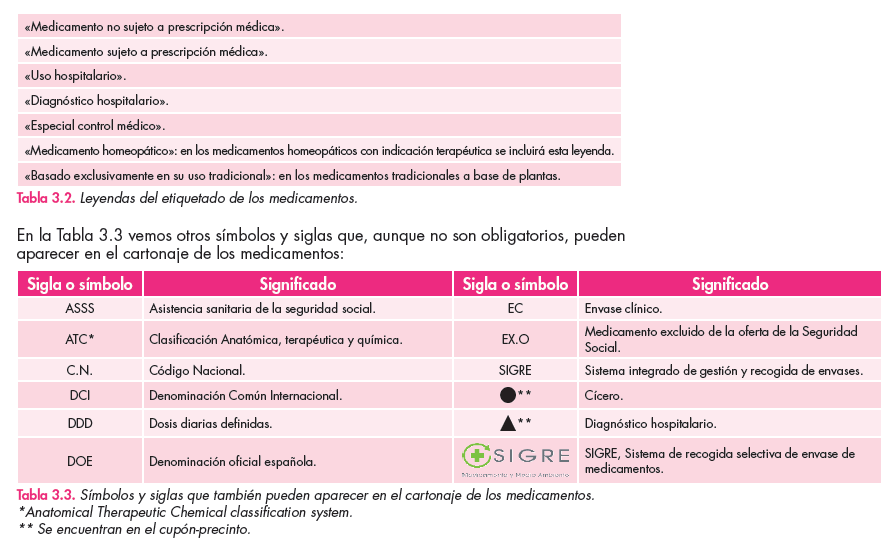 «Medicamento no sujeto a prescripción médica».
«Medicamento sujeto a prescripción médica».
«Uso hospitalario».
«Diagnóstico hospitalario».
«Especial control médico».
«Medicamento homeopático»: en los medicamentos homeopáticos con indicación terapéutica se incluirá esta leyenda.
«Basado exclusivamente en su uso tradicional»: en los medicamentos tradicionales a base de plantas.
Tabla 3.2. Leyendas del etiquetado de los medicamentos.
En la Tabla 3.3 vemos otros símbolos y siglas que, aunque no son obligatorios, pueden
aparecer en el cartonaje de los medicamentos:
Sigla o símbolo Significado Sigla o símbolo Significado
ASSS Asistencia sanitaria de la seguridad social. EC Envase clínico.
ATC* Clasificación Anatómica, terapéutica y química. EX.O Medicamento excluido de la oferta de la Seguridad
Social.
C.N. Código Nacional. SIGRE Sistema integrado de gestión y recogida de envases.
DCI Denominación Común Internacional. ●** Cícero.
DDD Dosis diarias definidas. ▲** Diagnóstico hospitalario.
DOE Denominación oficial española. SIGRE SIGRE, Sistema de recogida selectiva de envase de
Medicamento y Medio Ambiente medicamentos.
Tabla 3.3. Símbolos y siglas que también pueden aparecer en el cartonaje de los medicamentos.
*Anatomical Therapeutic Chemical classification system.
** Se encuentran en el cupón-precinto.